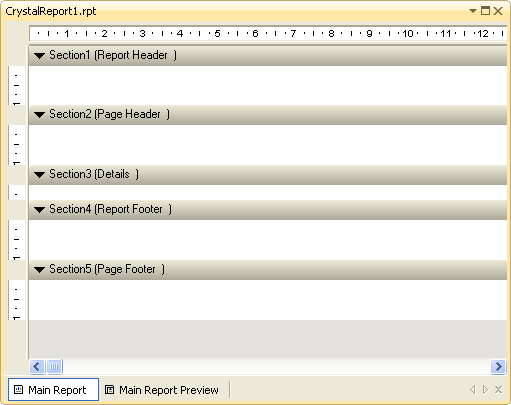 CrystalReport1.rpt
1 2 3 4 5 6 7 8 9 10 11 12
Section1 (Report Header )
Section2 (Page Header )
Section3 (Details )
Section4 (Report Footer )
Section5 (Page Footer )
Main Report Main Report Preview